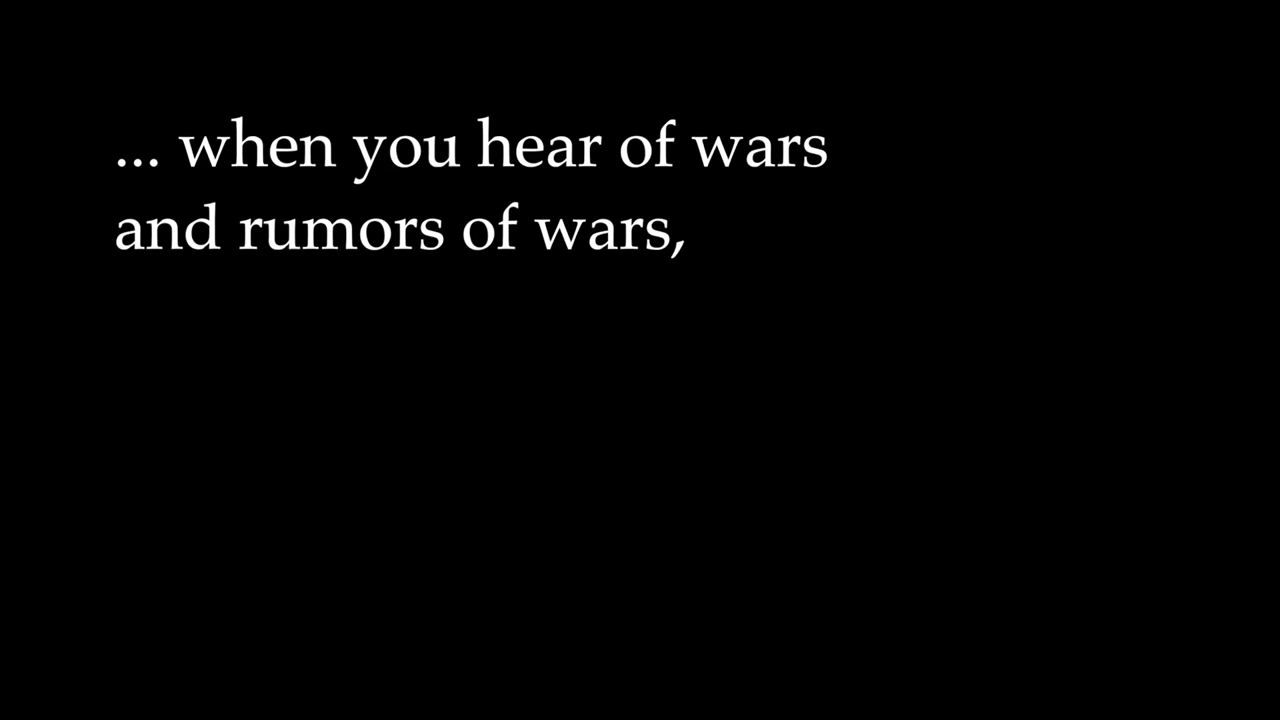 ... when you hear of wars
and rumors of wars,